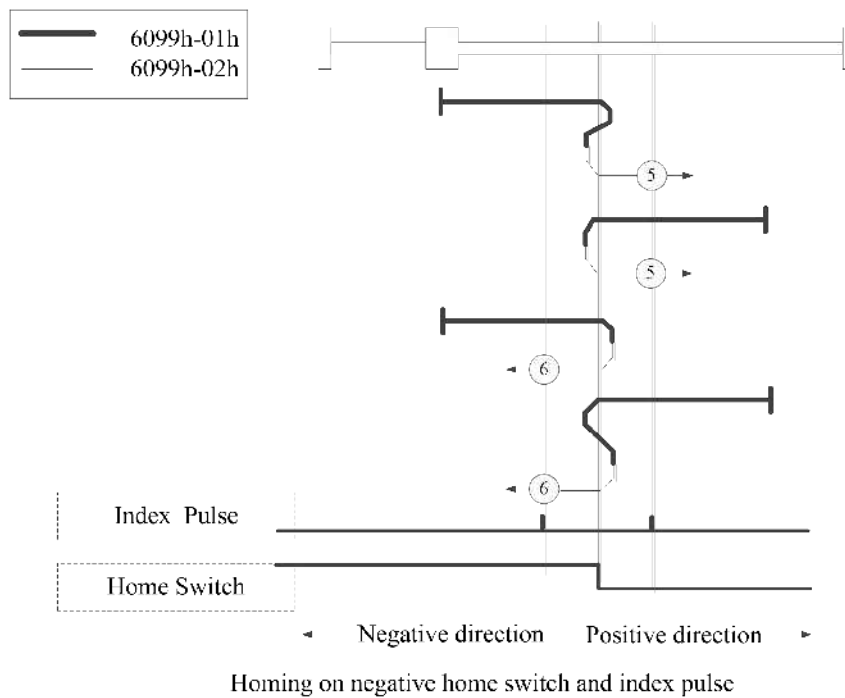 6099h-01h
6099h-02h
5
5
6
6
Index Pulse
Home Switch
Negative direction
Positive direction
Homing on negative home switch and index pulse